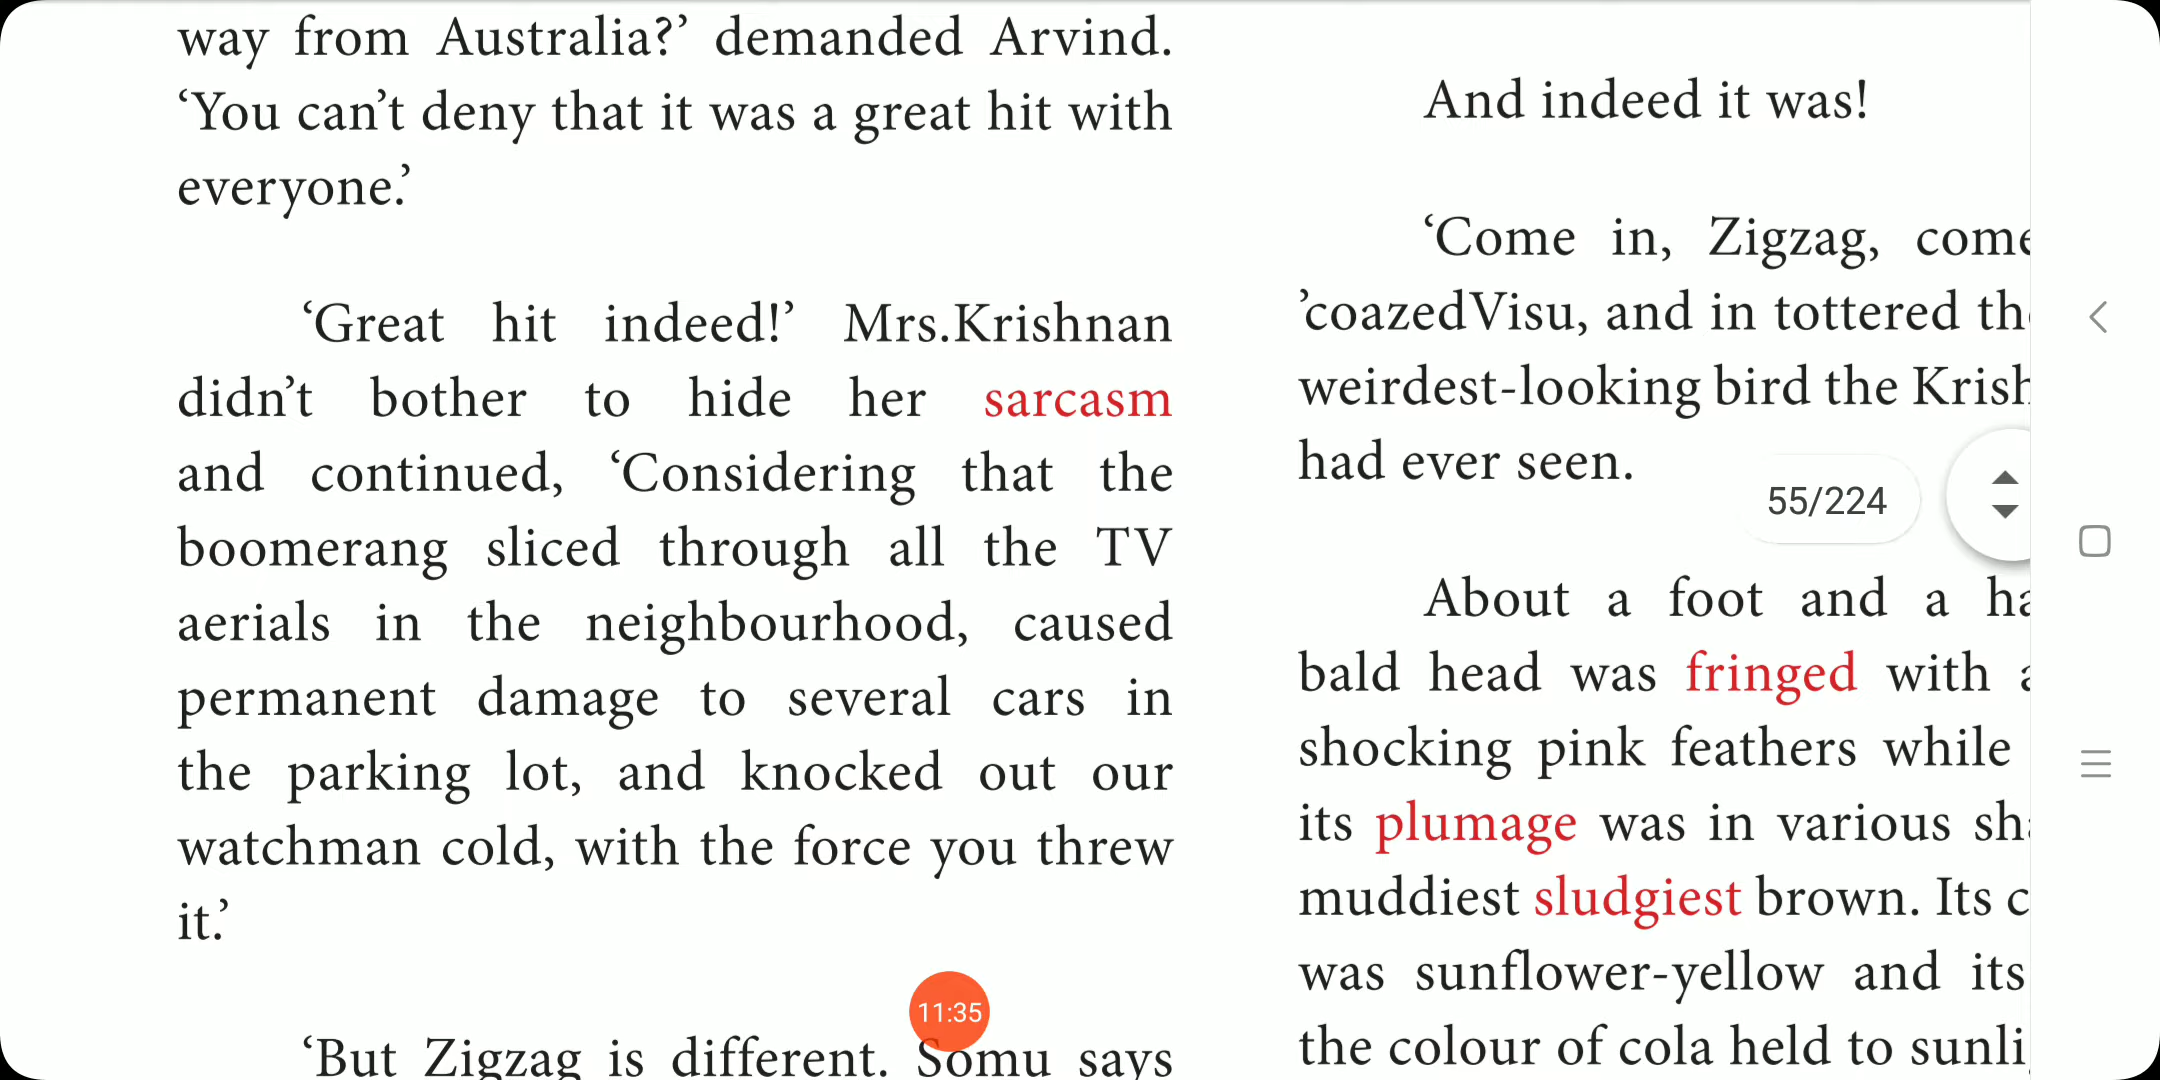 way from Australia?’ demanded Arvind.
‘You can’t deny that it was a great hit with
everyone.’
‘Great hit indeed!’ Mrs.Krishnan
didn’t bother to hide her sarcasm
and continued, ‘Considering that the
boomerang sliced through all the TV
aerials in the neighbourhood, caused
permanent damage to several cars in
the parking lot, and knocked out our
watchman cold, with the force you threw
it.’
‘But Zigzag is different. Somu says
And indeed it was!
‘Come in, Zigzag, come
’coazedVisu, and in tottered the
weirdest-looking bird the Krish
had ever seen.
About a foot and a ha
bald head was fringed with a
shocking pink feathers while
its plumage was in various sha
muddiest sludgiest brown. Its c
was sunflower-yellow and its
the colour of cola held to sunli
55/224
11:35